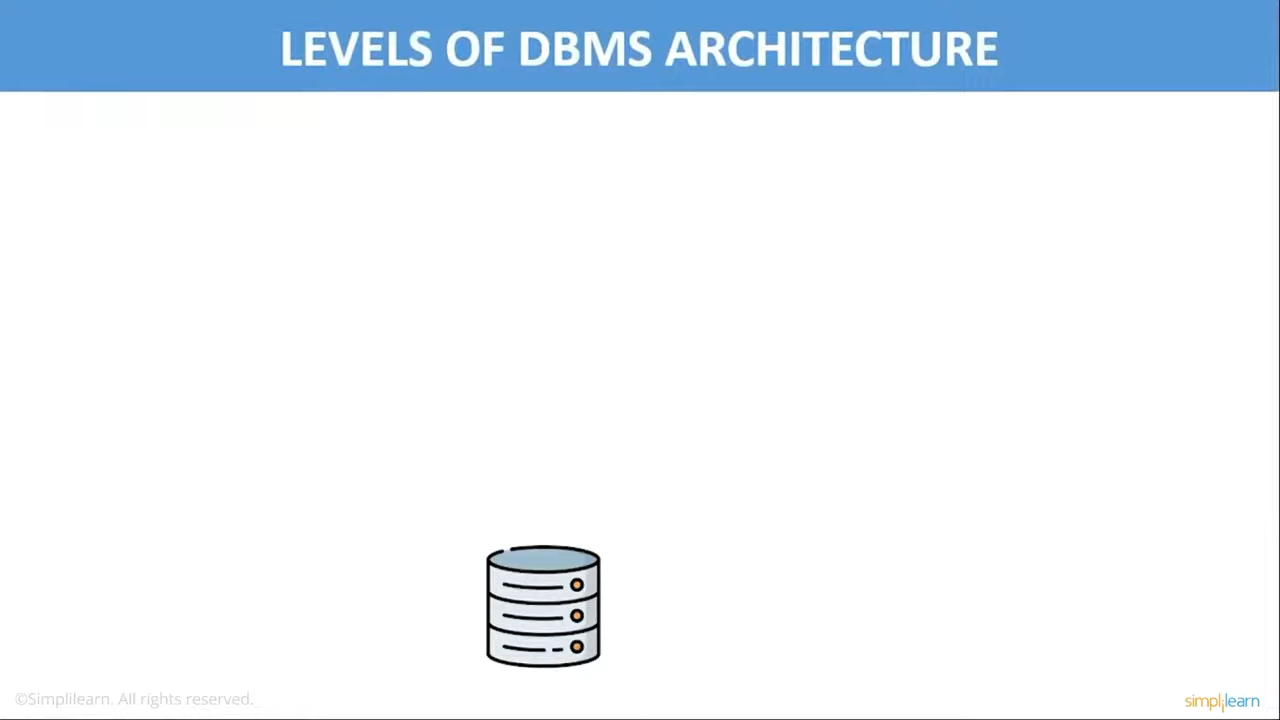 LEVELS OF DBMS ARCHITECTURE
©Simplilearn. All rights reserved.
simplilearn